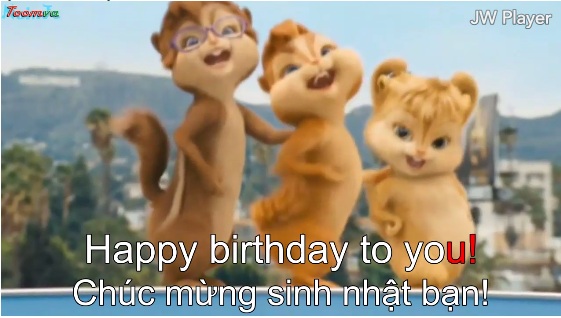 Toomva
JW Player
Happy birthday to you!
Chúc mừng sinh nhật bạn!